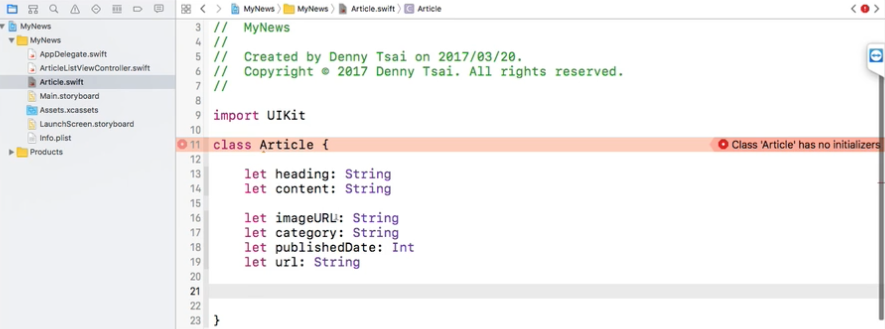 MyNews
MyNews
AppDelegate.swift
ArticleListViewController.swift
Article.swift
Main.storyboard
Assets.xcassets
LaunchScreen.storyboard
Info.plist
Products
MyNews MyNews Article.swift C Article
3 // MyNews
4 //
5 // Created by Denny Tsai on 2017/03/20.
6 // Copyright © 2017 Denny Tsai. All rights reserved.
7 //
8
9 import UIKit
10
11 class Article { Class 'Article' has no initializers
12
13 let heading: String
14 let content: String
15
16 let imageURL: String
17 let category: String
18 let publishedDate: Int
19 let url: String
20
21
22
23 }